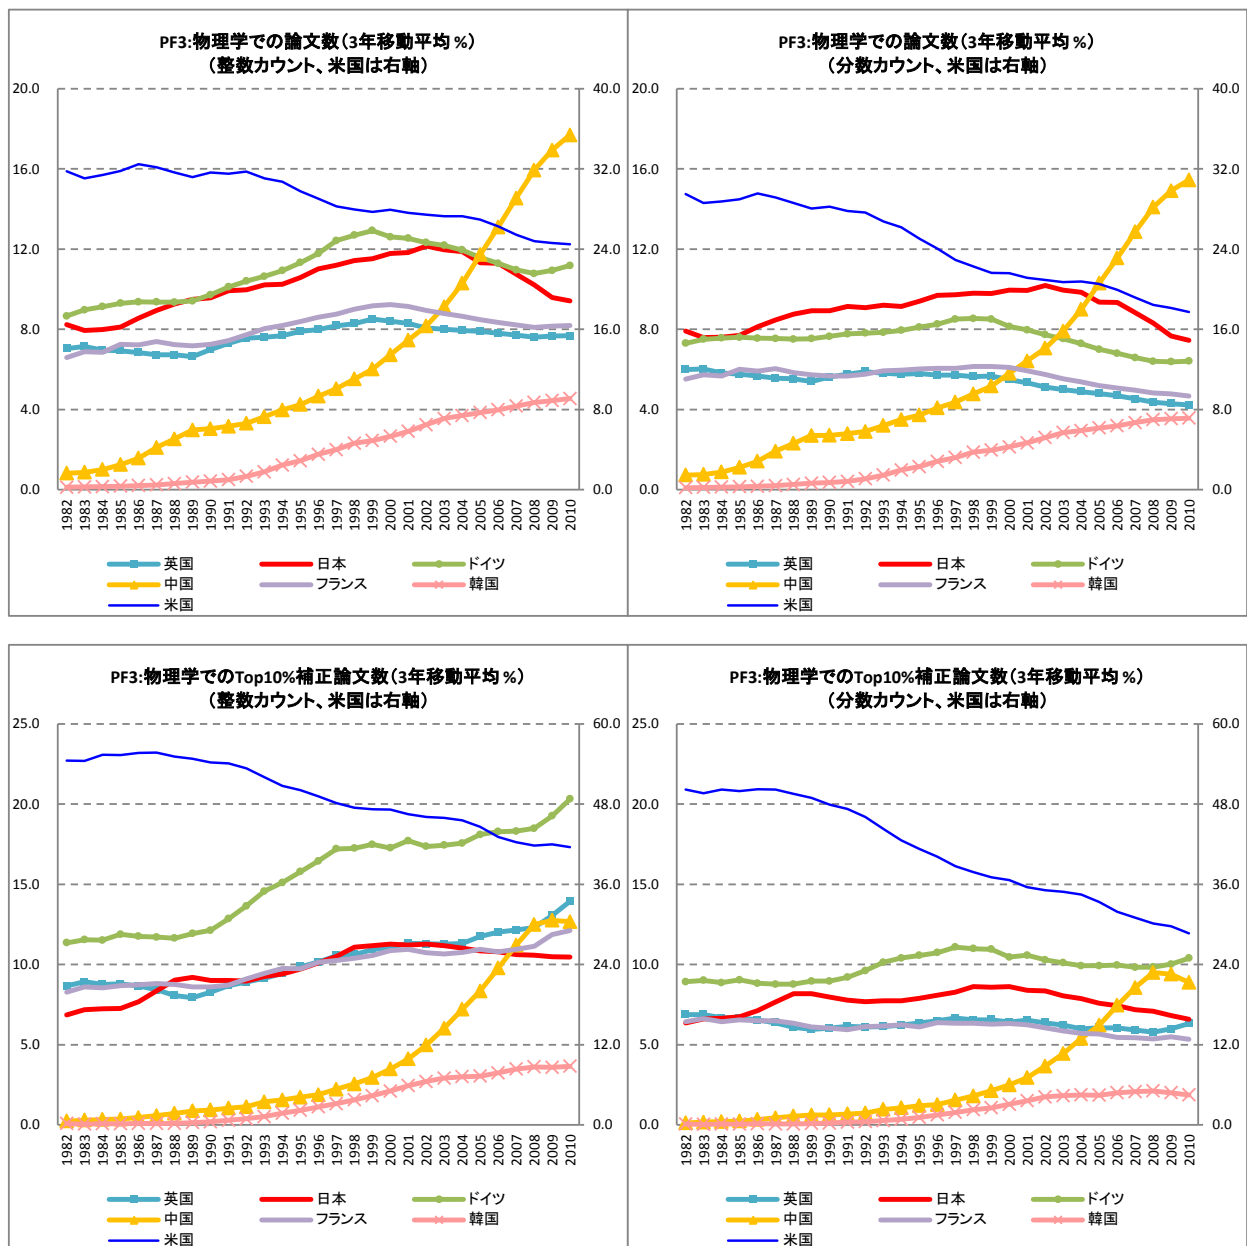 PF3:物理学での論文数(3年移動平均 %)
(整数カウント、米国は右軸)
20.0
16.0
12.0
8.0
4.0
0.0
40.0
32.0
24.0
16.0
8.0
0.0
1982 1983 1984 1985 1986 1987 1988 1989 1990 1991 1992 1993 1994 1995 1996 1997 1998 1999 2000 2001 2002 2003 2004 2005 2006 2007 2008 2009 2010
英国 日本 ドイツ
中国 フランス 韓国
米国
PF3:物理学での論文数(3年移動平均 %)
(分数カウント、米国は右軸)
20.0
16.0
12.0
8.0
4.0
0.0
40.0
32.0
24.0
16.0
8.0
0.0
1982 1983 1984 1985 1986 1987 1988 1989 1990 1991 1992 1993 1994 1995 1996 1997 1998 1999 2000 2001 2002 2003 2004 2005 2006 2007 2008 2009 2010
英国 日本 ドイツ
中国 フランス 韓国
米国
PF3:物理学でのTop10%補正論文数(3年移動平均 %)
(整数カウント、米国は右軸)
25.0
20.0
15.0
10.0
5.0
0.0
60.0
48.0
36.0
24.0
12.0
0.0
1982 1983 1984 1985 1986 1987 1988 1989 1990 1991 1992 1993 1994 1995 1996 1997 1998 1999 2000 2001 2002 2003 2004 2005 2006 2007 2008 2009 2010
英国 日本 ドイツ
中国 フランス 韓国
米国
PF3:物理学でのTop10%補正論文数(3年移動平均 %)
(分数カウント、米国は右軸)
25.0
20.0
15.0
10.0
5.0
0.0
60.0
48.0
36.0
24.0
12.0
0.0
1982 1983 1984 1985 1986 1987 1988 1989 1990 1991 1992 1993 1994 1995 1996 1997 1998 1999 2000 2001 2002 2003 2004 2005 2006 2007 2008 2009 2010
英国 日本 ドイツ
中国 フランス 韓国
米国